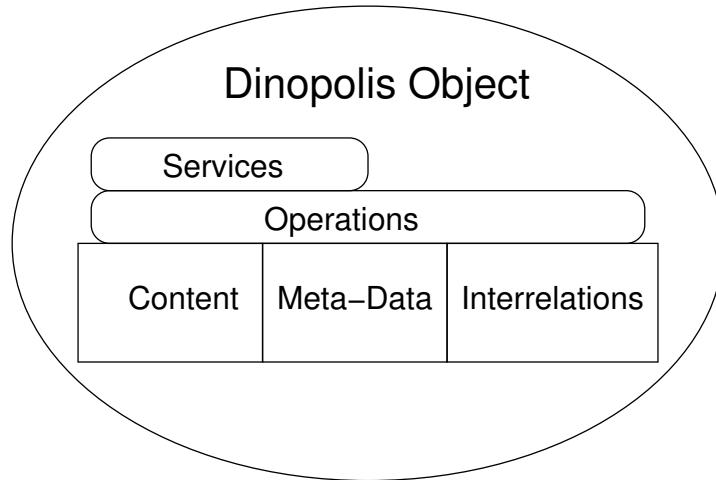 Dinopolis Object
Services
Operations
Content Meta−Data Interrelations